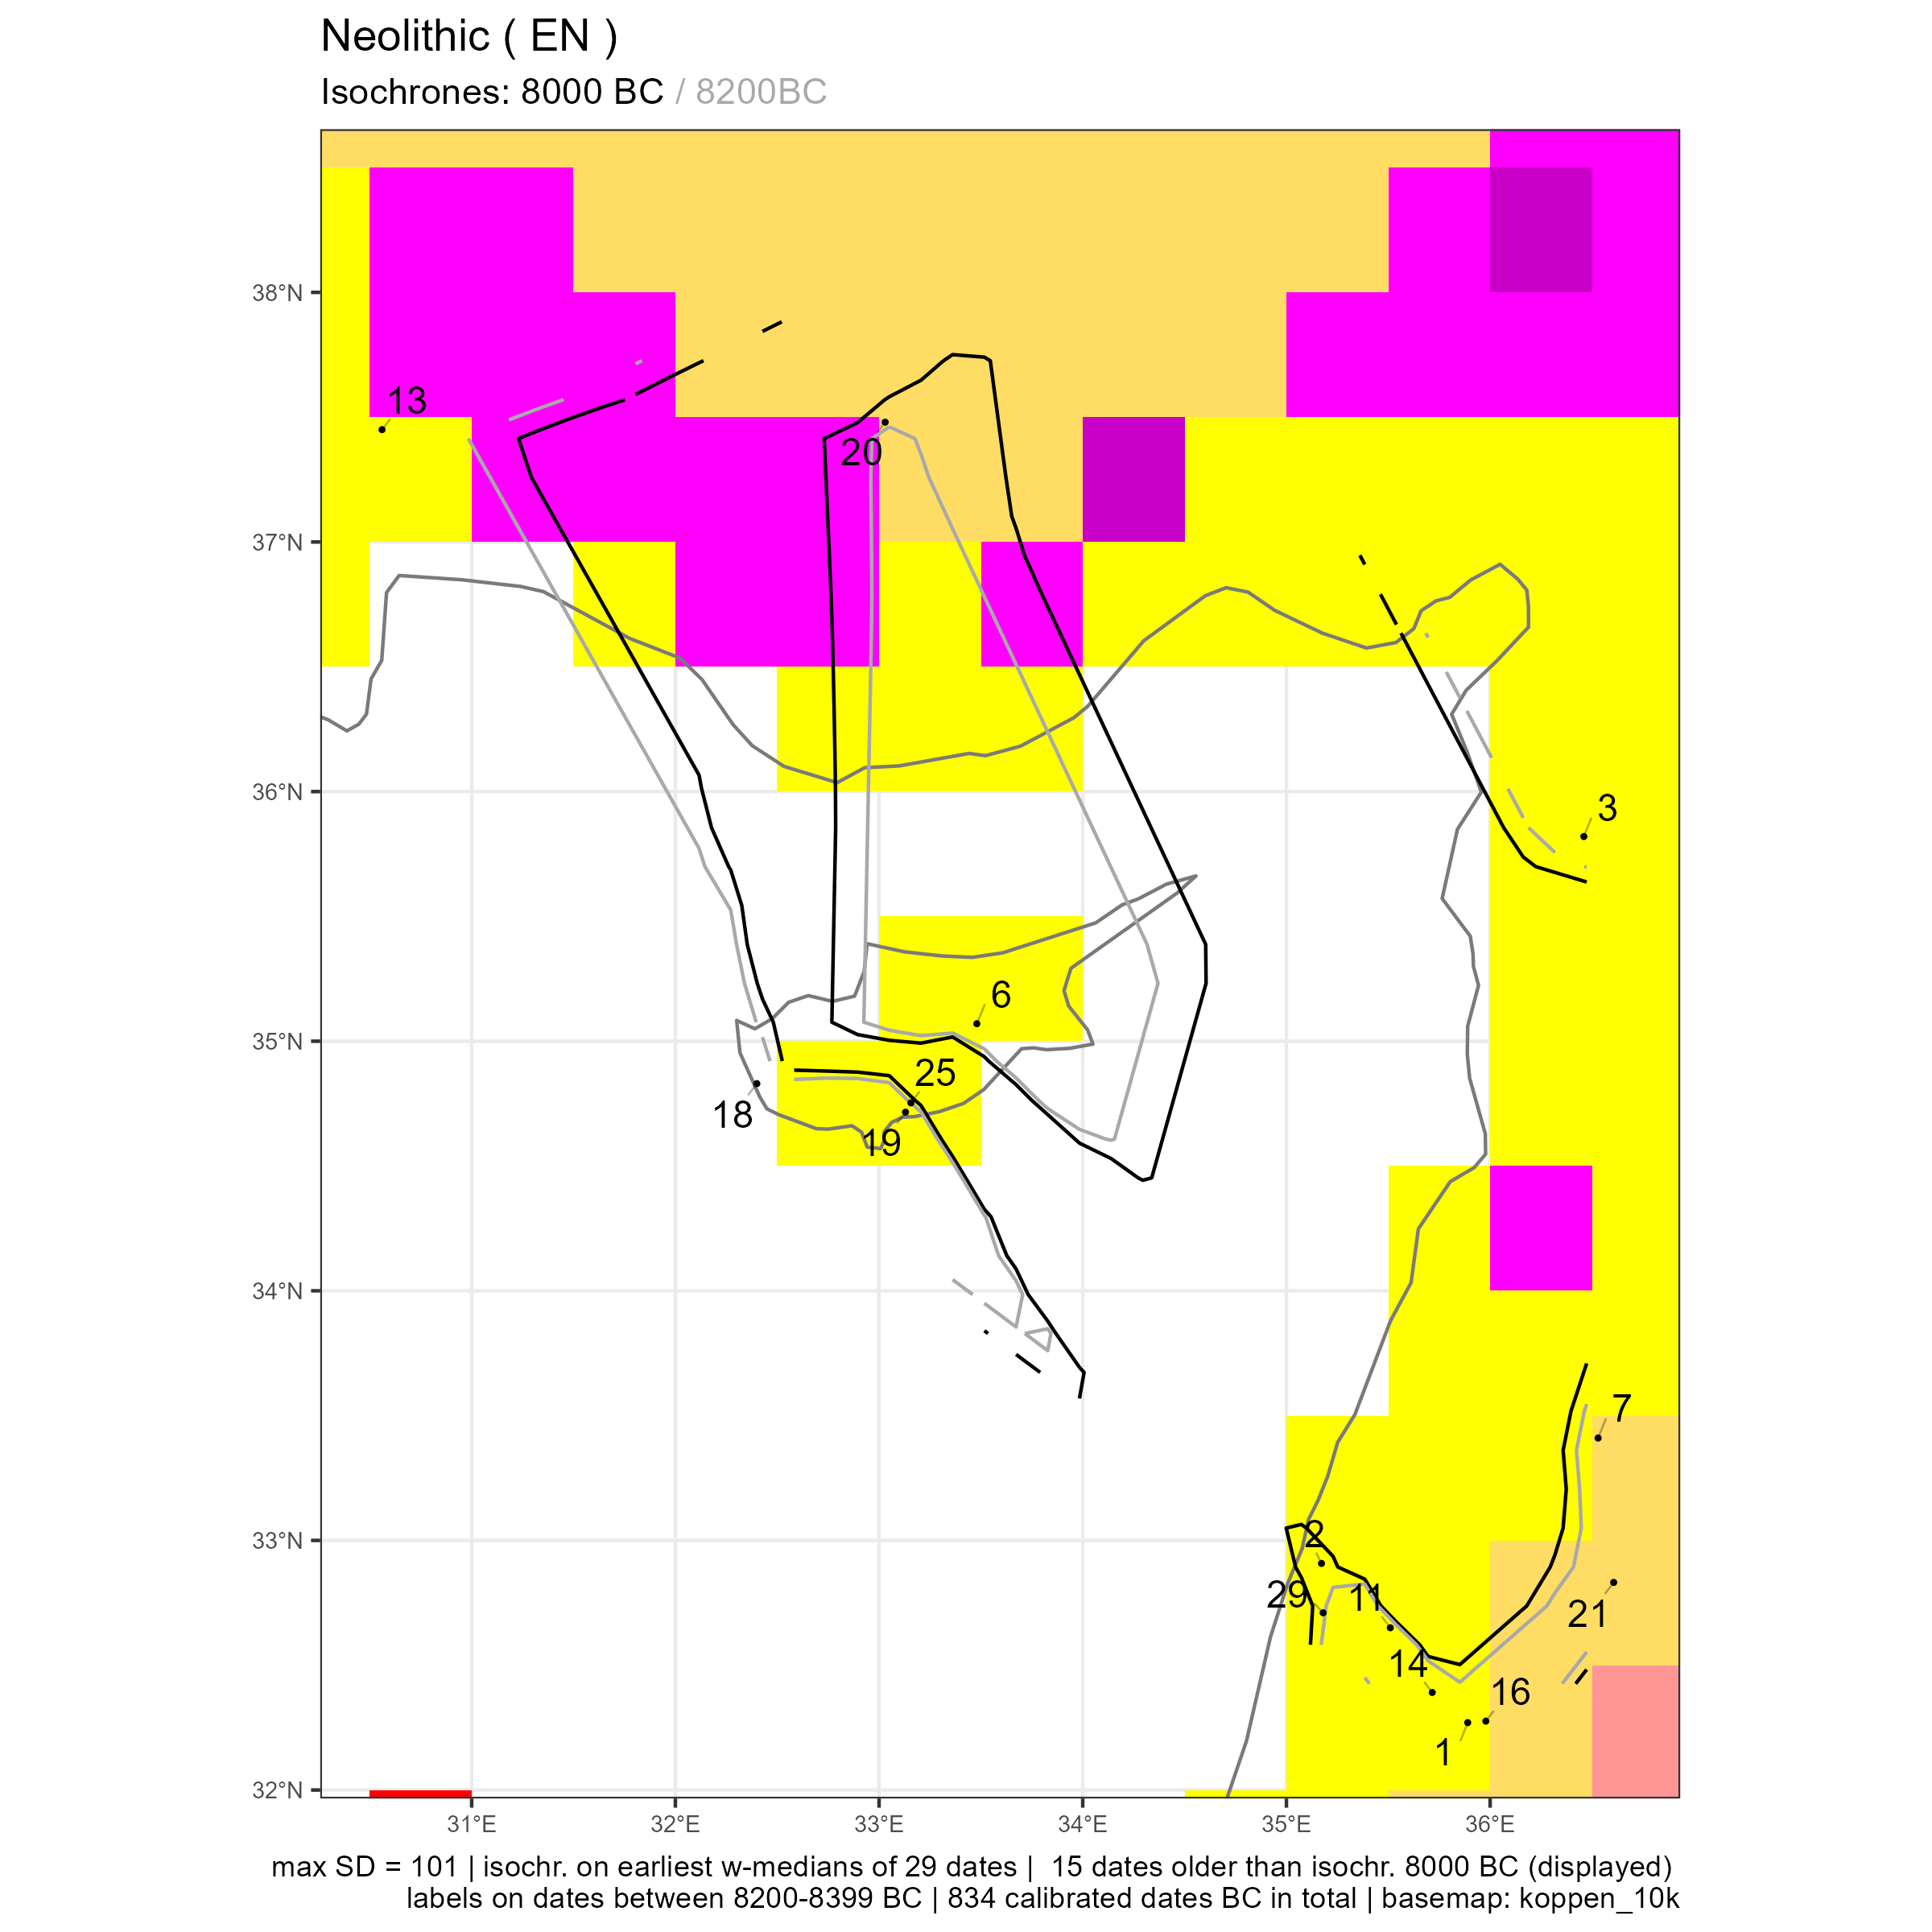 Neolithic ( EN )
Isochrones: 8000 BC / 8200BC
38°N
37°N
36°N
35°N
34°N
33°N
32°N
13
20
3
6
25
18
19
7
2
29
11
21
14
16
1
31°E 32°E 33°E 34°E 35°E 36°E
max SD = 101 | isochr. on earliest w-medians of 29 dates | 15 dates older than isochr. 8000 BC (displayed)
labels on dates between 8200-8399 BC | 834 calibrated dates BC in total | basemap: koppen_10k